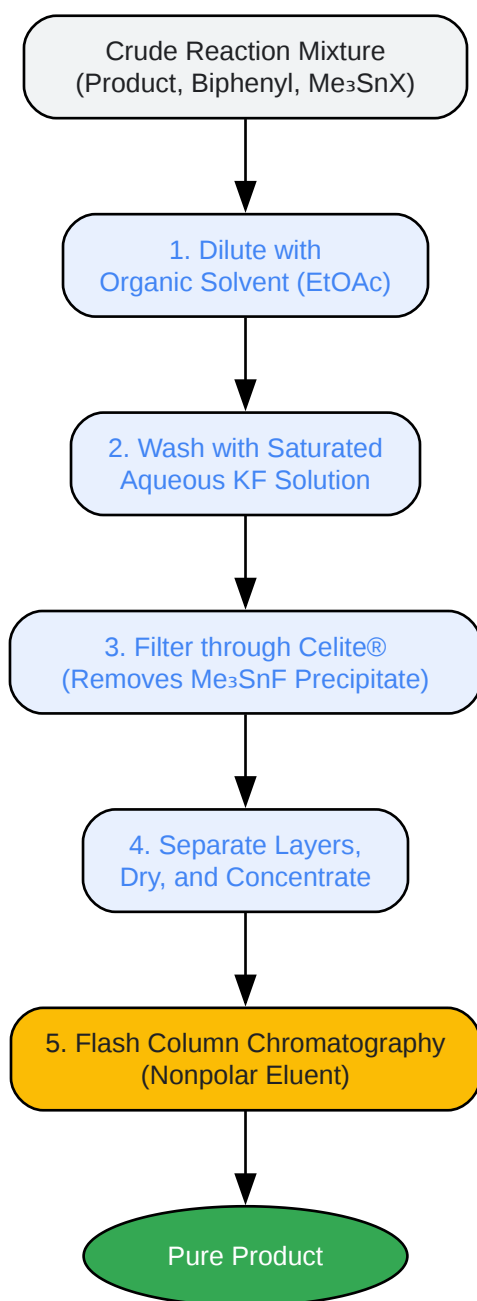 Crude Reaction Mixture
(Product, Biphenyl, Me₃SnX)
1. Dilute with
Organic Solvent (EtOAc)
2. Wash with Saturated
Aqueous KF Solution
3. Filter through Celite®
(Removes Me₃SnF Precipitate)
4. Separate Layers,
Dry, and Concentrate
5. Flash Column Chromatography
(Nonpolar Eluent)
Pure Product